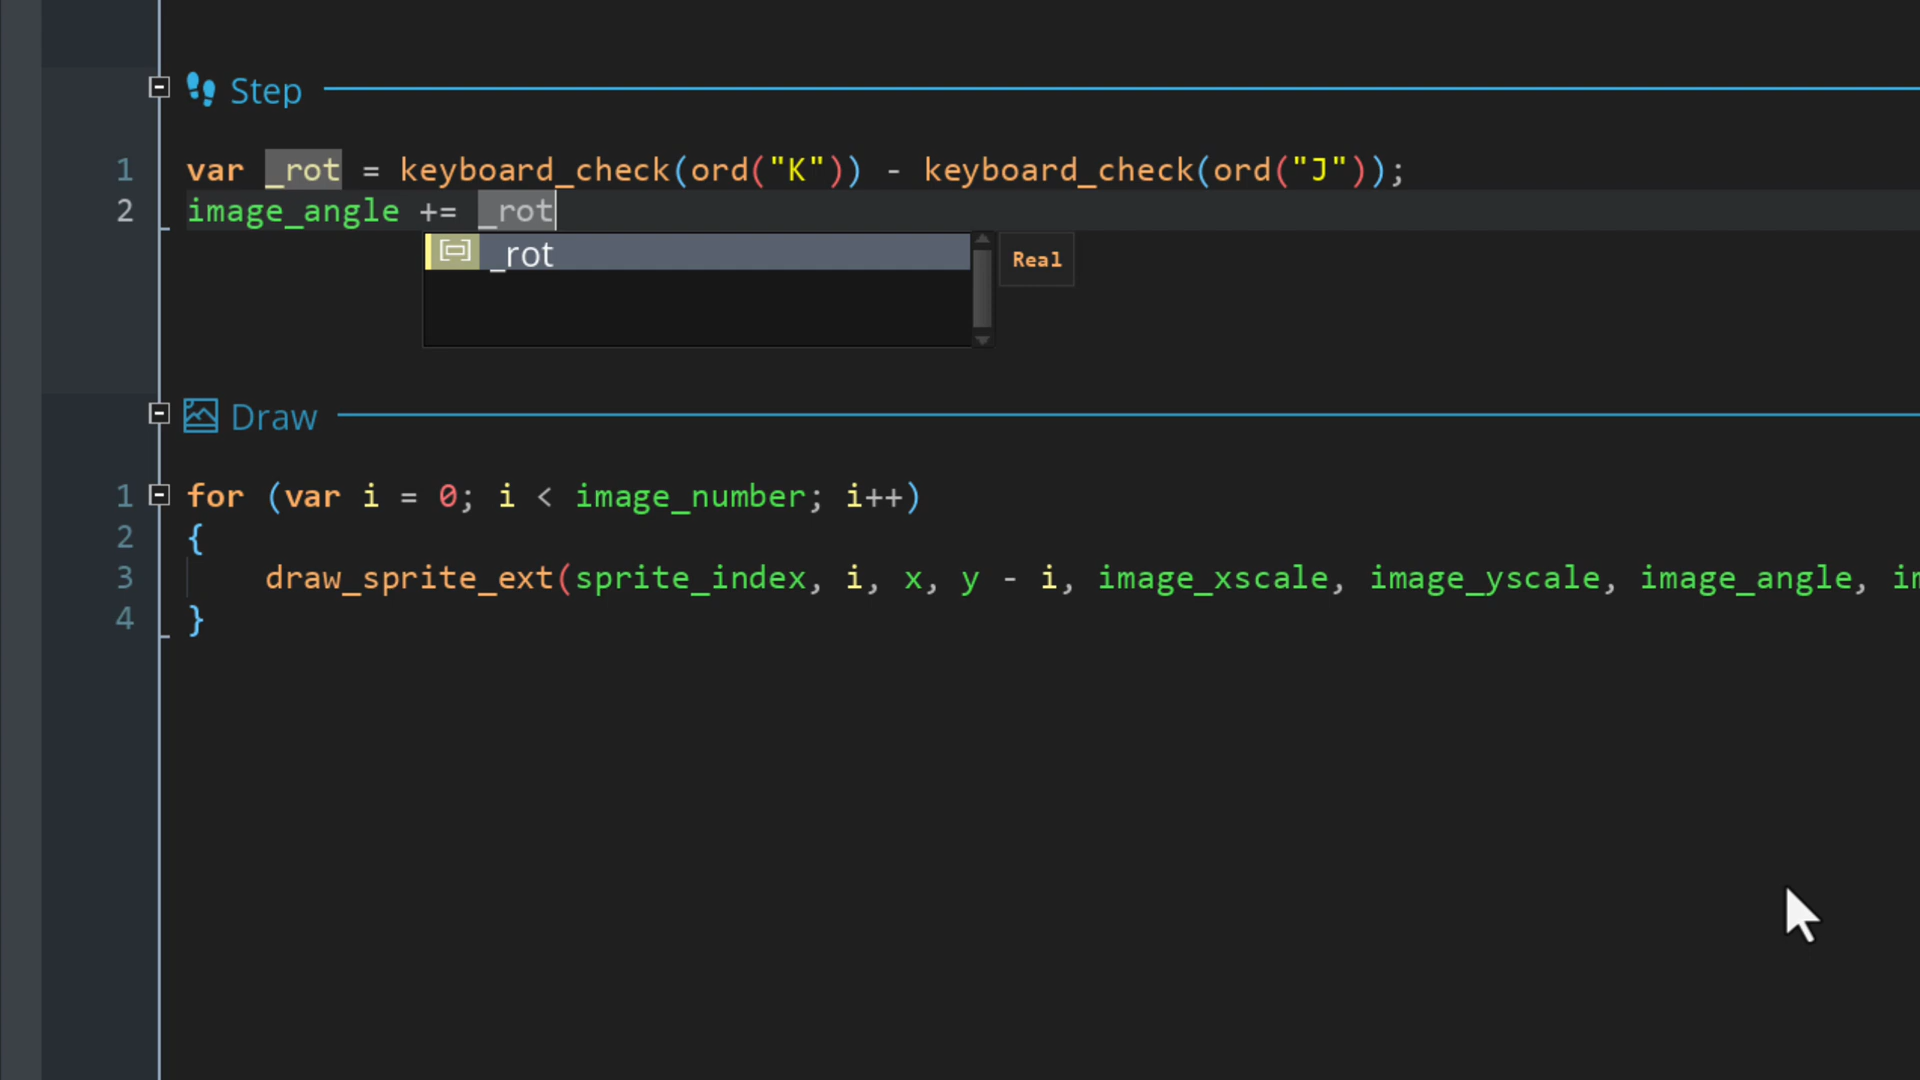 Step
1 var _rot = keyboard_check(ord("K")) - keyboard_check(ord("J"));
2 image_angle += _rot
_rot Real
Draw
1 for (var i = 0; i < image_number; i++)
2 {
3 draw_sprite_ext(sprite_index, i, x, y - i, image_xscale, image_yscale, image_angle, im
4 }